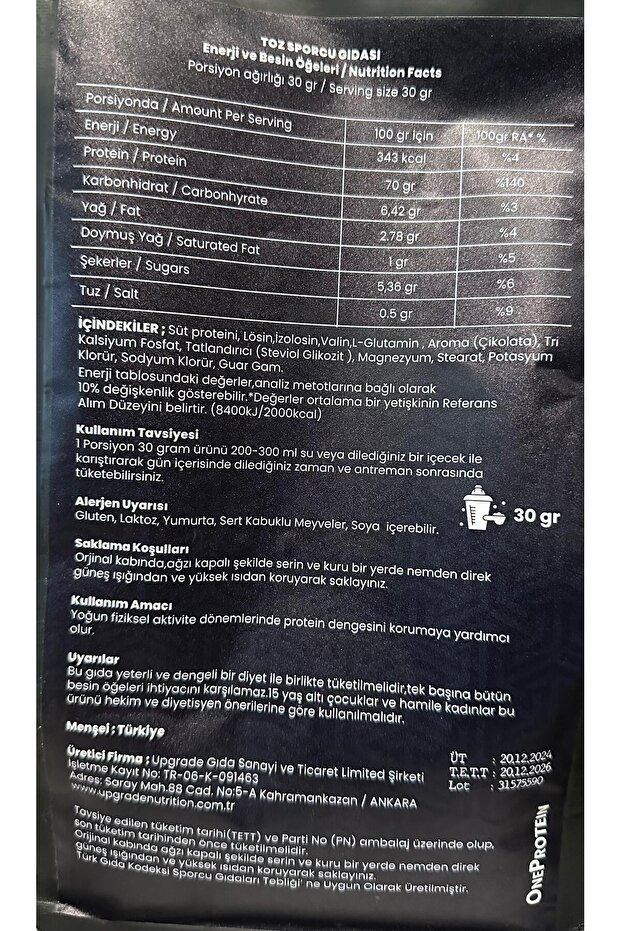 TOZ SPORCU GIDASI
Enerji ve Besin Öğeleri / Nutrition Facts
Porsiyon ağırlığı 30 gr / Serving size 30 gr
Porsiyonda / Amount Per Serving 100 gr için 100gr RA* %
Enerji / Energy 343 kcal %4
Protein / Protein 70 gr %140
Karbonhidrat / Carbonhyrate 6,42 gr %3
Yağ / Fat 2.78 gr %4
Doymuş Yağ / Saturated Fat 1 gr %5
Şekerler / Sugars 5,36 gr %6
Tuz / Salt 0.5 gr %9
İÇİNDEKİLER ; Süt proteini, Lösin,İzolosin,Valin,L-Glutamin , Aroma (Çikolata), Tri
Kalsiyum Fosfat, Tatlandırıcı (Steviol Glikozit ), Magnezyum, Stearat, Potasyum
Klorür, Sodyum Klorür, Guar Gam.
Enerji tablosundaki değerler,analiz metotlarına bağlı olarak
10% değişkenlik gösterebilir.*Değerler ortalama bir yetişkinin Referans
Alım Düzeyini belirtir. (8400kJ/2000kcal)
Kullanım Tavsiyesi
1 Porsiyon 30 gram ürünü 200-300 ml su veya dilediğiniz bir içecek ile
karıştırarak gün içerisinde dilediğiniz zaman ve antreman sonrasında
tüketebilirsiniz.
30 gr
Alerjen Uyarısı
Gluten, Laktoz, Yumurta, Sert Kabuklu Meyveler, Soya içerebilir.
Saklama Koşulları
Orjinal kabında,ağzı kapalı şekilde serin ve kuru bir yerde nemden direk
güneş ışığından ve yüksek ısıdan koruyarak saklayınız.
Kullanım Amacı
Yoğun fiziksel aktivite dönemlerinde protein dengesini korumaya yardımcı
olur.
Uyarılar
Bu gıda yeterli ve dengeli bir diyet ile birlikte tüketilmelidir,tek başına bütün
besin öğeleri ihtiyacını karşılamaz.15 yaş altı çocuklar ve hamile kadınlar bu
ürünü hekim ve diyetisyen önerilerine göre kullanılmalıdır.
Menşei ; Türkiye
Üretici Firma ; Upgrade Gıda Sanayi ve Ticaret Limited Şirketi
İşletme Kayıt No: TR-06-K-091463
Adres: Saray Mah.88 Cad. No:5-A Kahramankazan / ANKARA
www.upgradenutrition.com.tr
ÜT : 20.12.2024
T.E.T.T : 20.12.2026
Lot : 31575590
Tavsiye edilen tüketim tarihi(TETT) ve Parti No (PN) ambalaj üzerinde olup,
son tüketim tarihinden önce tüketilmelidir.
Orijinal kabında ağzı kapalı şekilde serin ve kuru bir yerde nemden direk
güneş ışığından ve yüksek ısıdan koruyarak saklayınız.
Türk Gıda Kodeksi Sporcu Gıdaları Tebliği' ne Uygun Olarak Üretilmiştir.
ONEPROTEIN